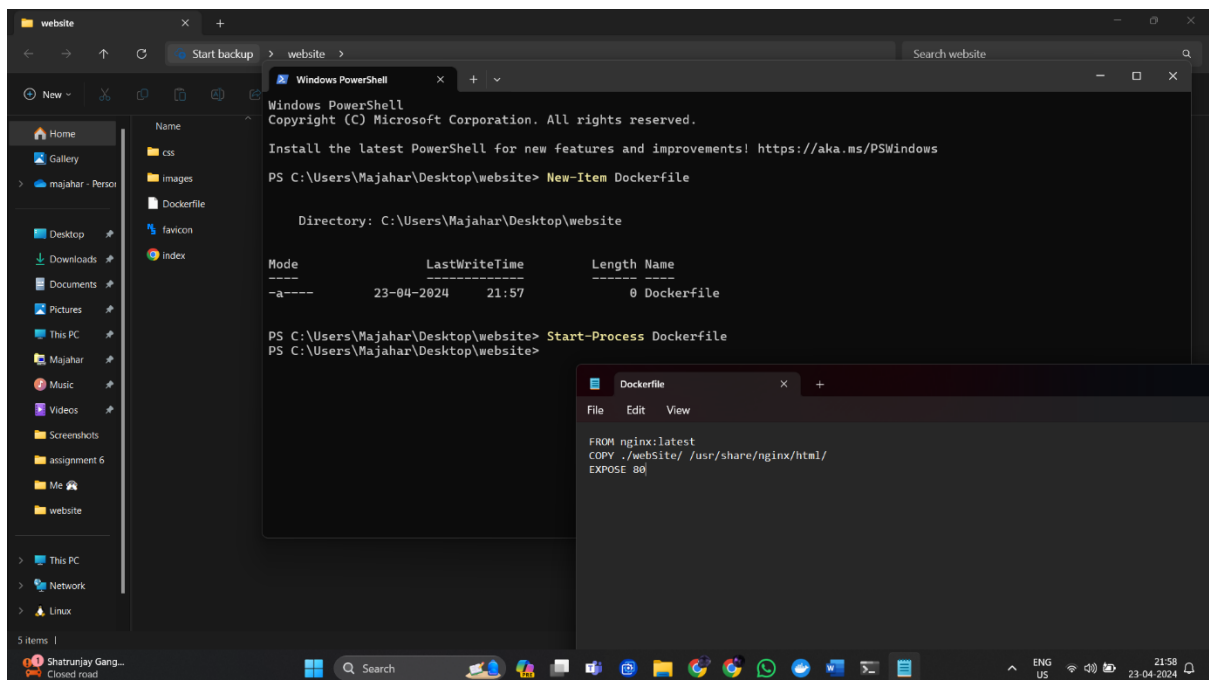 website
Start backup > website >
Search website
New
Home
Gallery
majahar - Persor
Desktop
Downloads
Documents
Pictures
This PC
Majahar
Music
Videos
Screenshots
assignment 6
Me
website
This PC
Network
Linux
5 items
Name
css
images
Dockerfile
favicon
index
Windows PowerShell
Windows PowerShell
Copyright (C) Microsoft Corporation. All rights reserved.
Install the latest PowerShell for new features and improvements! https://aka.ms/PSWindows
PS C:\Users\Majahar\Desktop\website> New-Item Dockerfile
Directory: C:\Users\Majahar\Desktop\website
Mode LastWriteTime Length Name
---- ------------- ------ ----
-a---- 23-04-2024 21:57 0 Dockerfile
PS C:\Users\Majahar\Desktop\website> Start-Process Dockerfile
PS C:\Users\Majahar\Desktop\website>
Dockerfile
File Edit View
FROM nginx:latest
COPY ./webSite/ /usr/share/nginx/html/
EXPOSE 80
Shatrunjay Gang...
Closed road
Search
ENG
US
21:58
23-04-2024